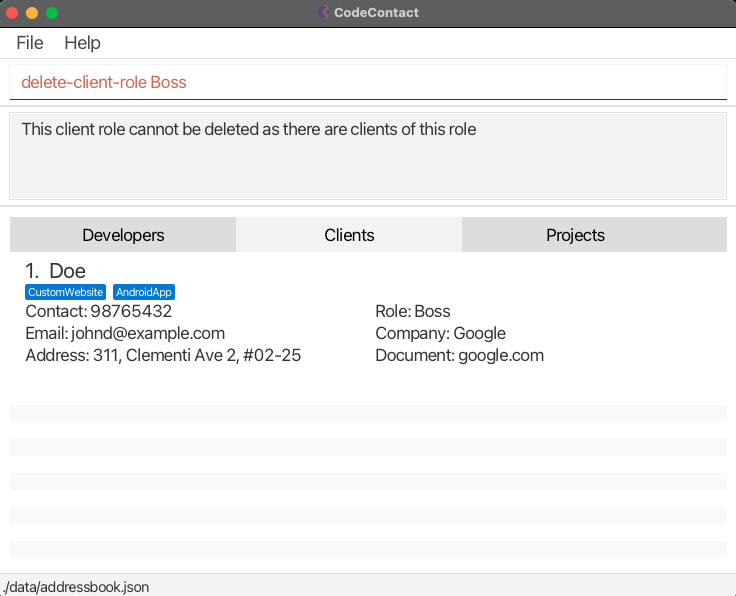 CodeContact
File Help
delete-client-role Boss
This client role cannot be deleted as there are clients of this role
Developers Clients Projects
1. Doe
CustomWebsite AndroidApp
Contact: 98765432 Role: Boss
Email: johnd@example.com Company: Google
Address: 311, Clementi Ave 2, #02-25 Document: google.com
./data/addressbook.json